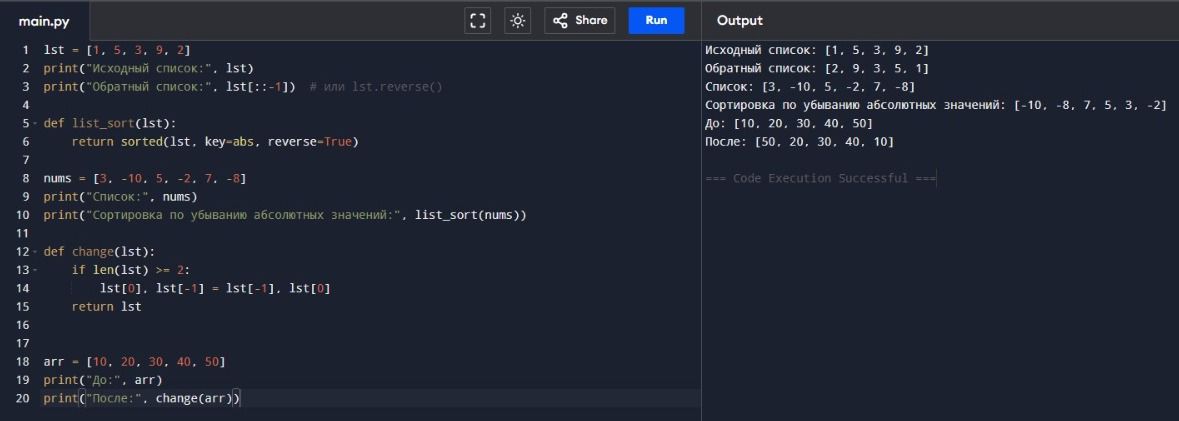 main.py
Share
Run
Output
1 lst = [1, 5, 3, 9, 2]
2 print("Исходный список:", lst)
3 print("Обратный список:", lst[::-1])  # или lst.reverse()
4
5 def list_sort(lst):
6     return sorted(lst, key=abs, reverse=True)
7
8 nums = [3, -10, 5, -2, 7, -8]
9 print("Список:", nums)
10 print("Сортировка по убыванию абсолютных значений:", list_sort(nums))
11
12 def change(lst):
13     if len(lst) >= 2:
14         lst[0], lst[-1] = lst[-1], lst[0]
15     return lst
16
17
18 arr = [10, 20, 30, 40, 50]
19 print("До:", arr)
20 print("После:", change(arr))
Исходный список: [1, 5, 3, 9, 2]
Обратный список: [2, 9, 3, 5, 1]
Список: [3, -10, 5, -2, 7, -8]
Сортировка по убыванию абсолютных значений: [-10, -8, 7, 5, 3, -2]
До: [10, 20, 30, 40, 50]
После: [50, 20, 30, 40, 10]
=== Code Execution Successful ===